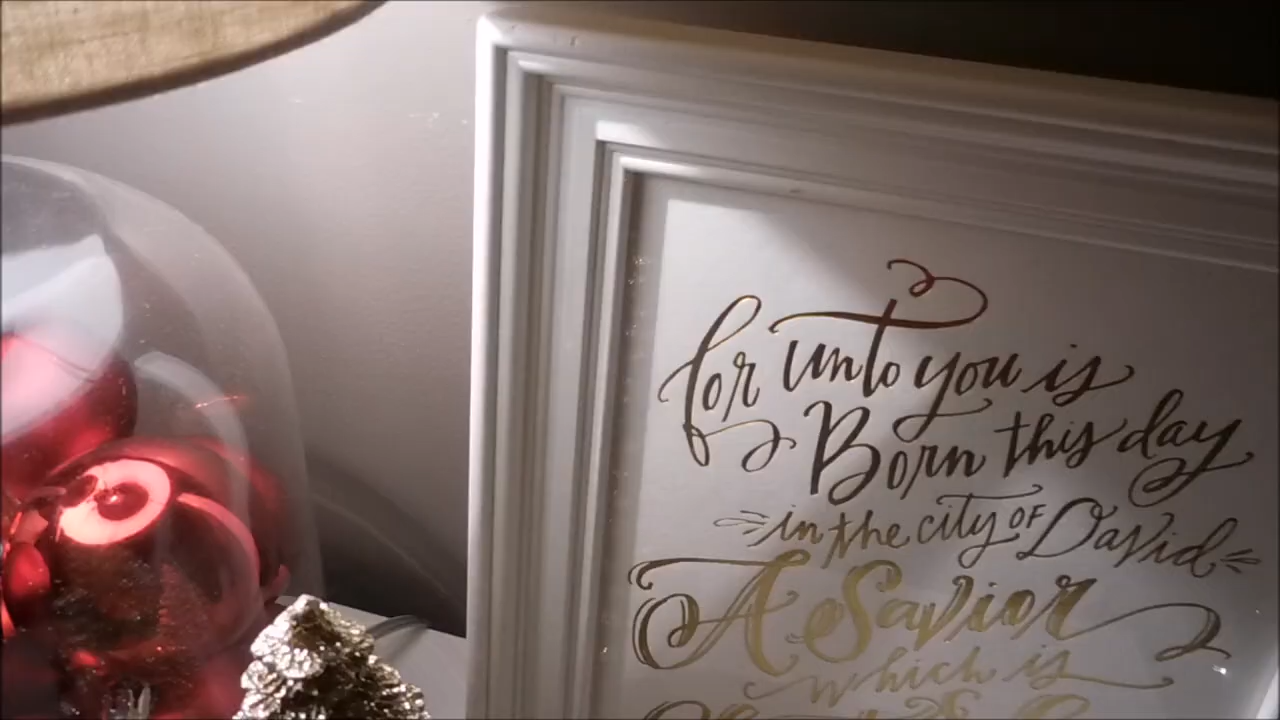 for unto you is
Born this day
in the city of David
A Savior
which is